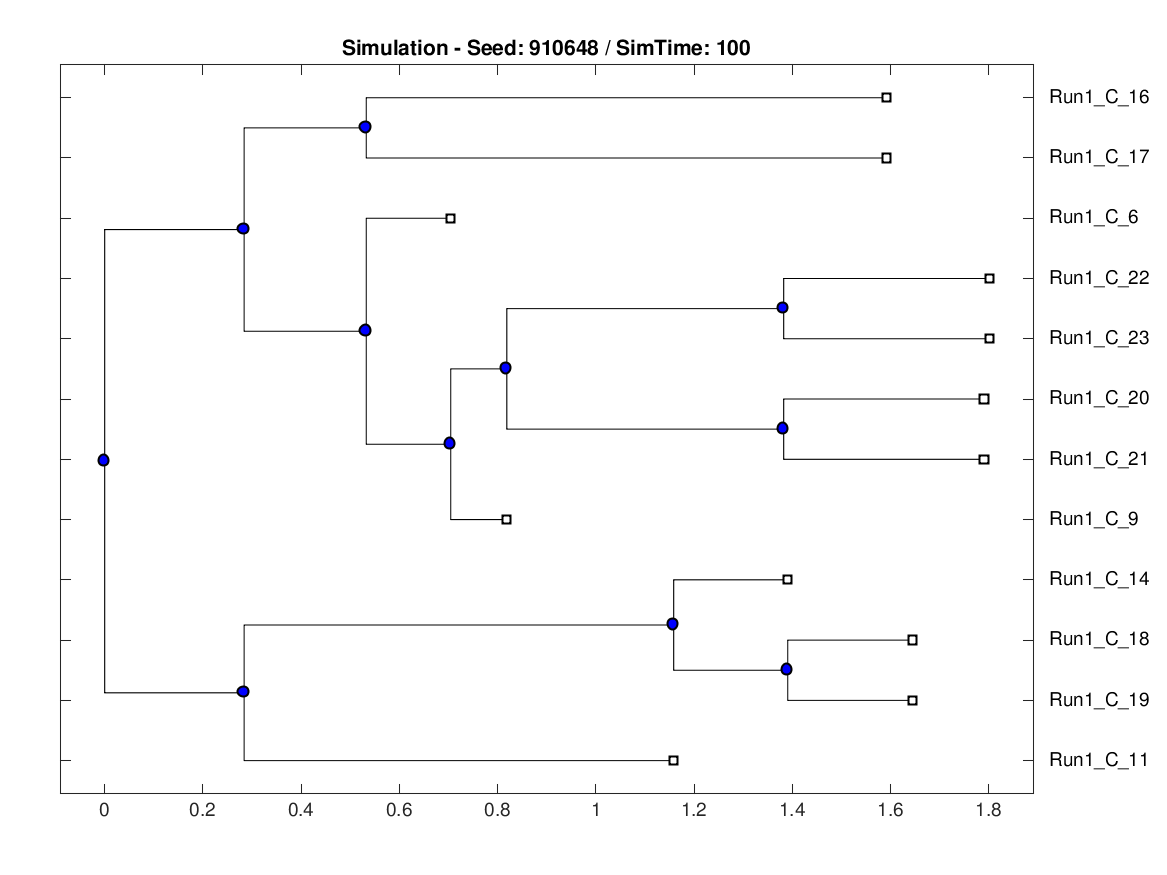 Simulation - Seed: 910648 / SimTime: 100
Run1_C_16
Run1_C_17
Run1_C_6
Run1_C_22
Run1_C_23
Run1_C_20
Run1_C_21
Run1_C_9
Run1_C_14
Run1_C_18
Run1_C_19
Run1_C_11
0 0.2 0.4 0.6 0.8 1 1.2 1.4 1.6 1.8